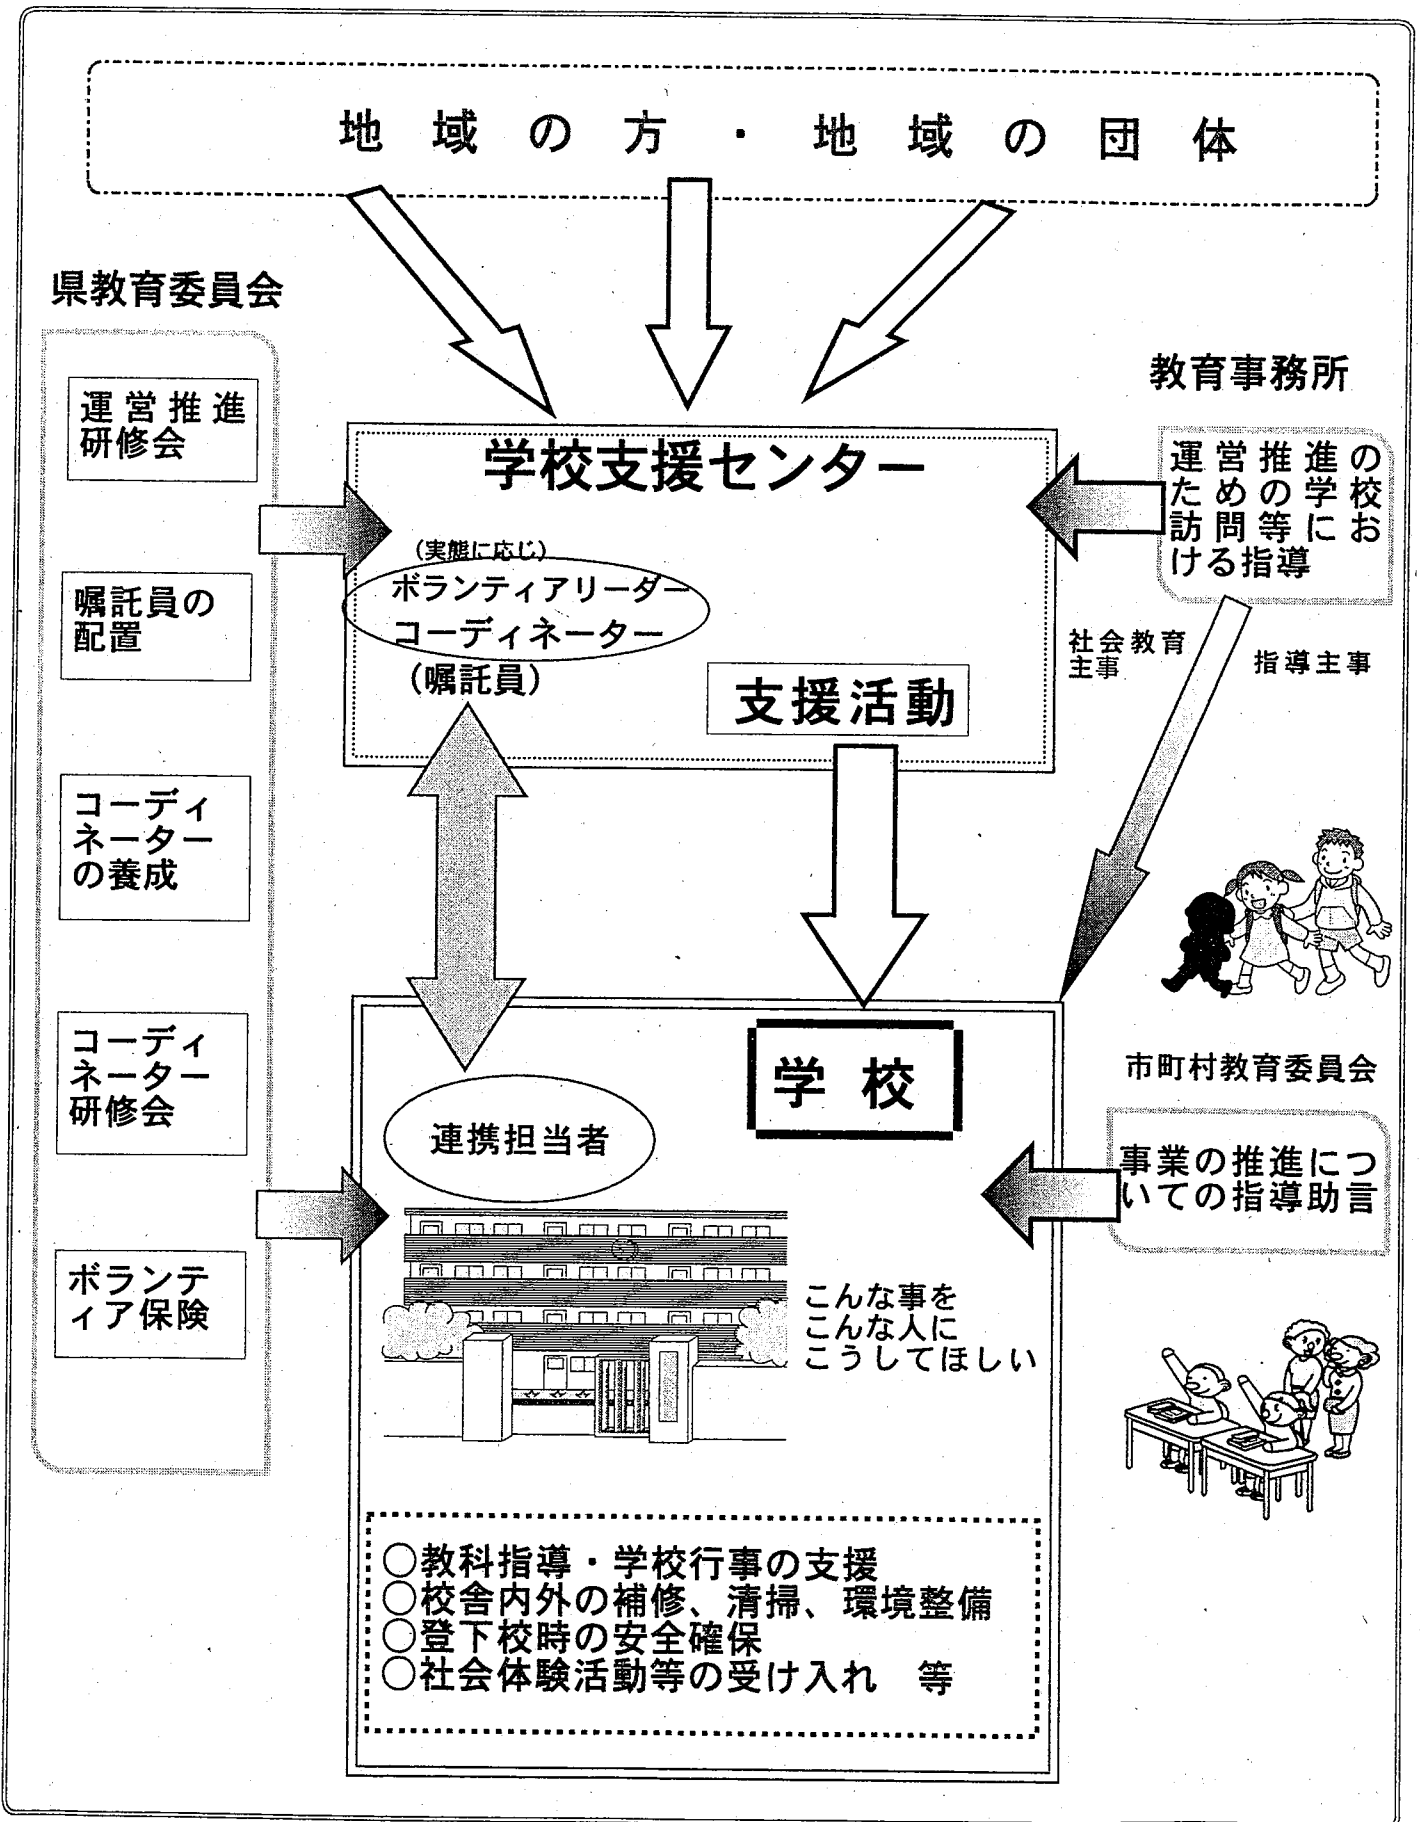 地域の方・地域の団体
県教育委員会
運営推進
研修会
嘱託員の
配置
コーディ
ネーター
の養成
コーディ
ネーター
研修会
ボランテ
ィア保険
学校支援センター
（実態に応じ）
ボランティアリーダー
コーディネーター
（嘱託員）
支援活動
教育事務所
運営推進の
ための学校
訪問等にお
ける指導
社会教育
主事
指導主事
学校
連携担当者
こんな事を
こんな人に
こうしてほしい
市町村教育委員会
事業の推進につ
いての指導助言
○教科指導・学校行事の支援
○校舎内外の補修、清掃、環境整備
○登下校時の安全確保
○社会体験活動等の受け入れ　等